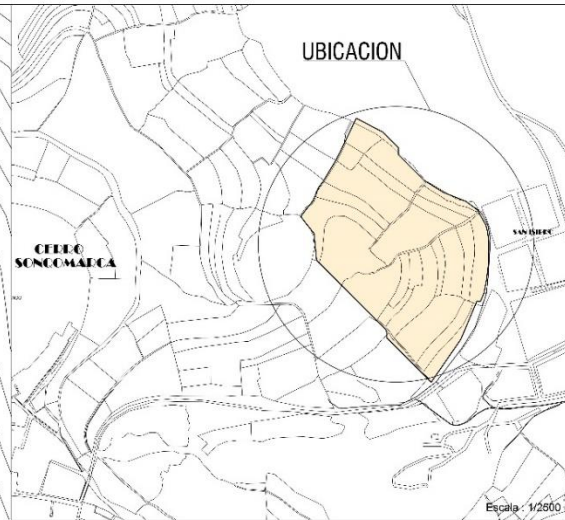 UBICACION
CERRO
SONCOMARCA
SAN ISIDRO
Escala : 1/2500